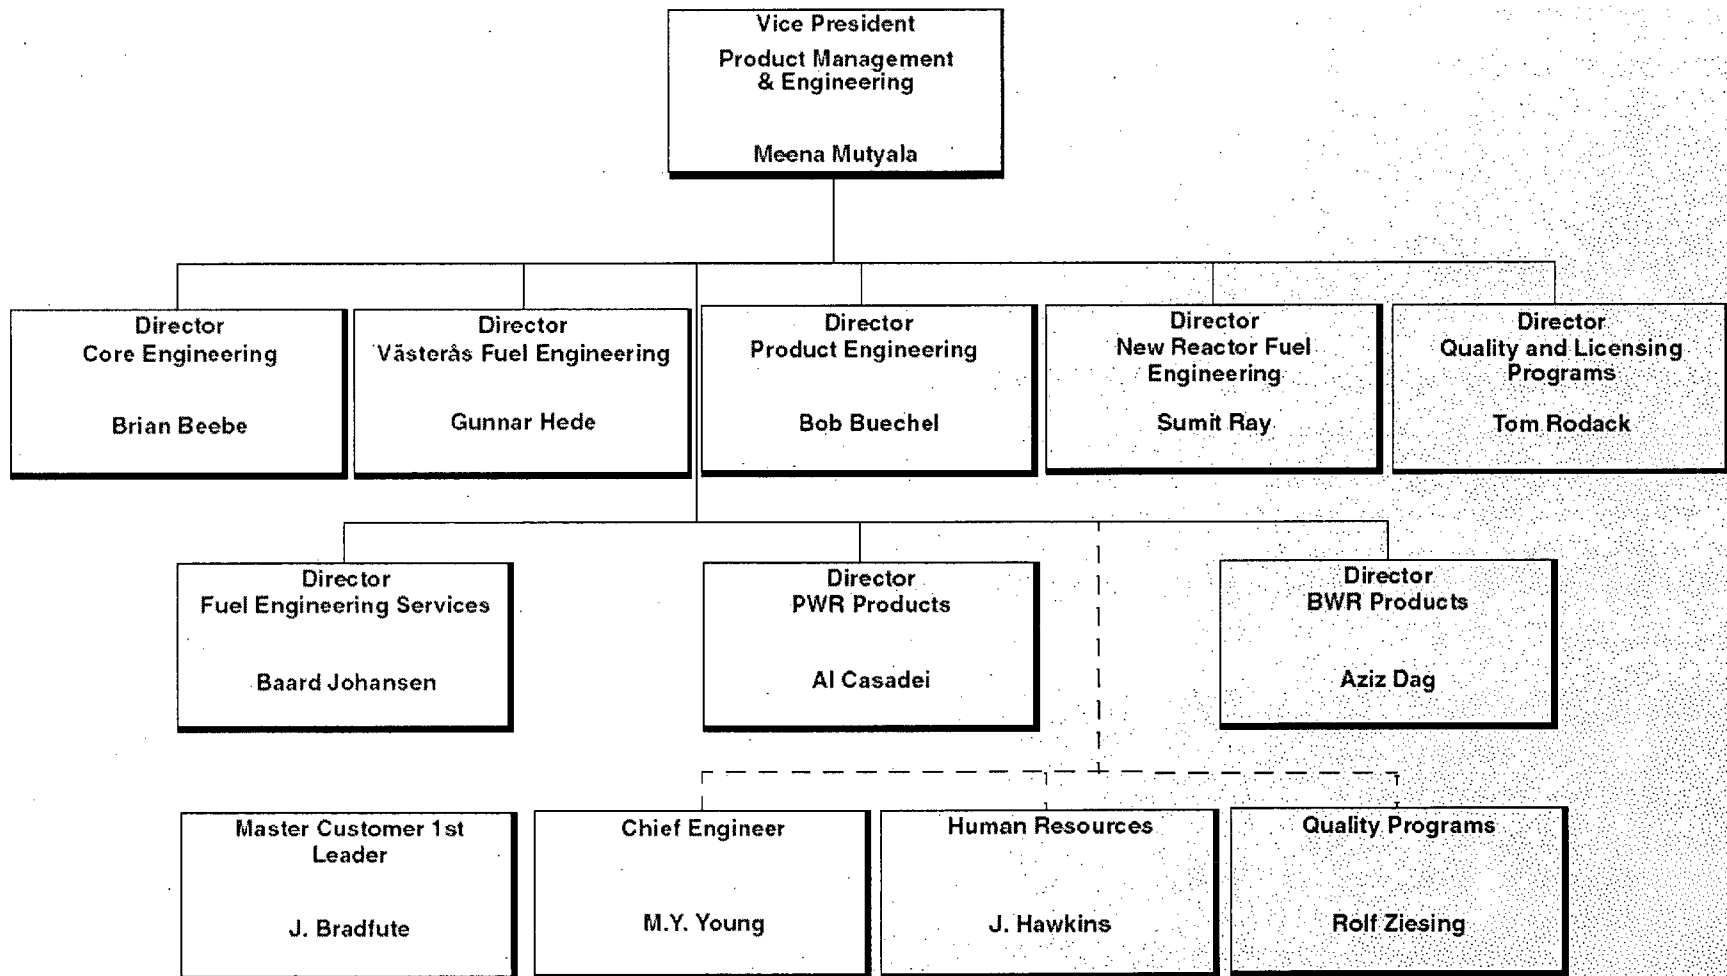 Vice President
Product Management
& Engineering
Meena Mutyala
Director
Core Engineering
Brian Beebe
Director
Västerås Fuel Engineering
Gunnar Hede
Director
Product Engineering
Bob Buechel
Director
New Reactor Fuel
Engineering
Sumit Ray
Director
Quality and Licensing
Programs
Tom Rodack
Director
Fuel Engineering Services
Baard Johansen
Director
PWR Products
Al Casadei
Director
BWR Products
Aziz Dag
Master Customer 1st
Leader
J. Bradfute
Chief Engineer
M.Y. Young
Human Resources
J. Hawkins
Quality Programs
Rolf Ziesing